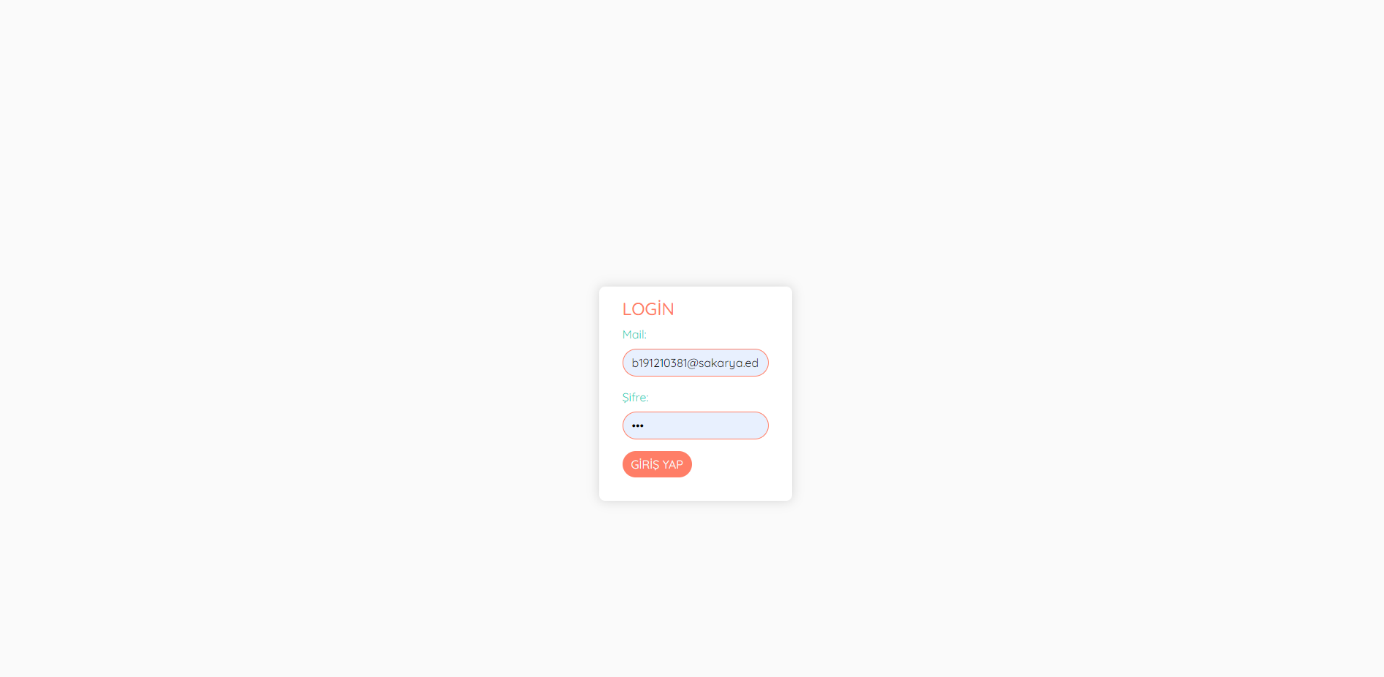 LOGİN
Mail:
b191210381@sakarya.ed
Şifre:
•••
GİRİŞ YAP